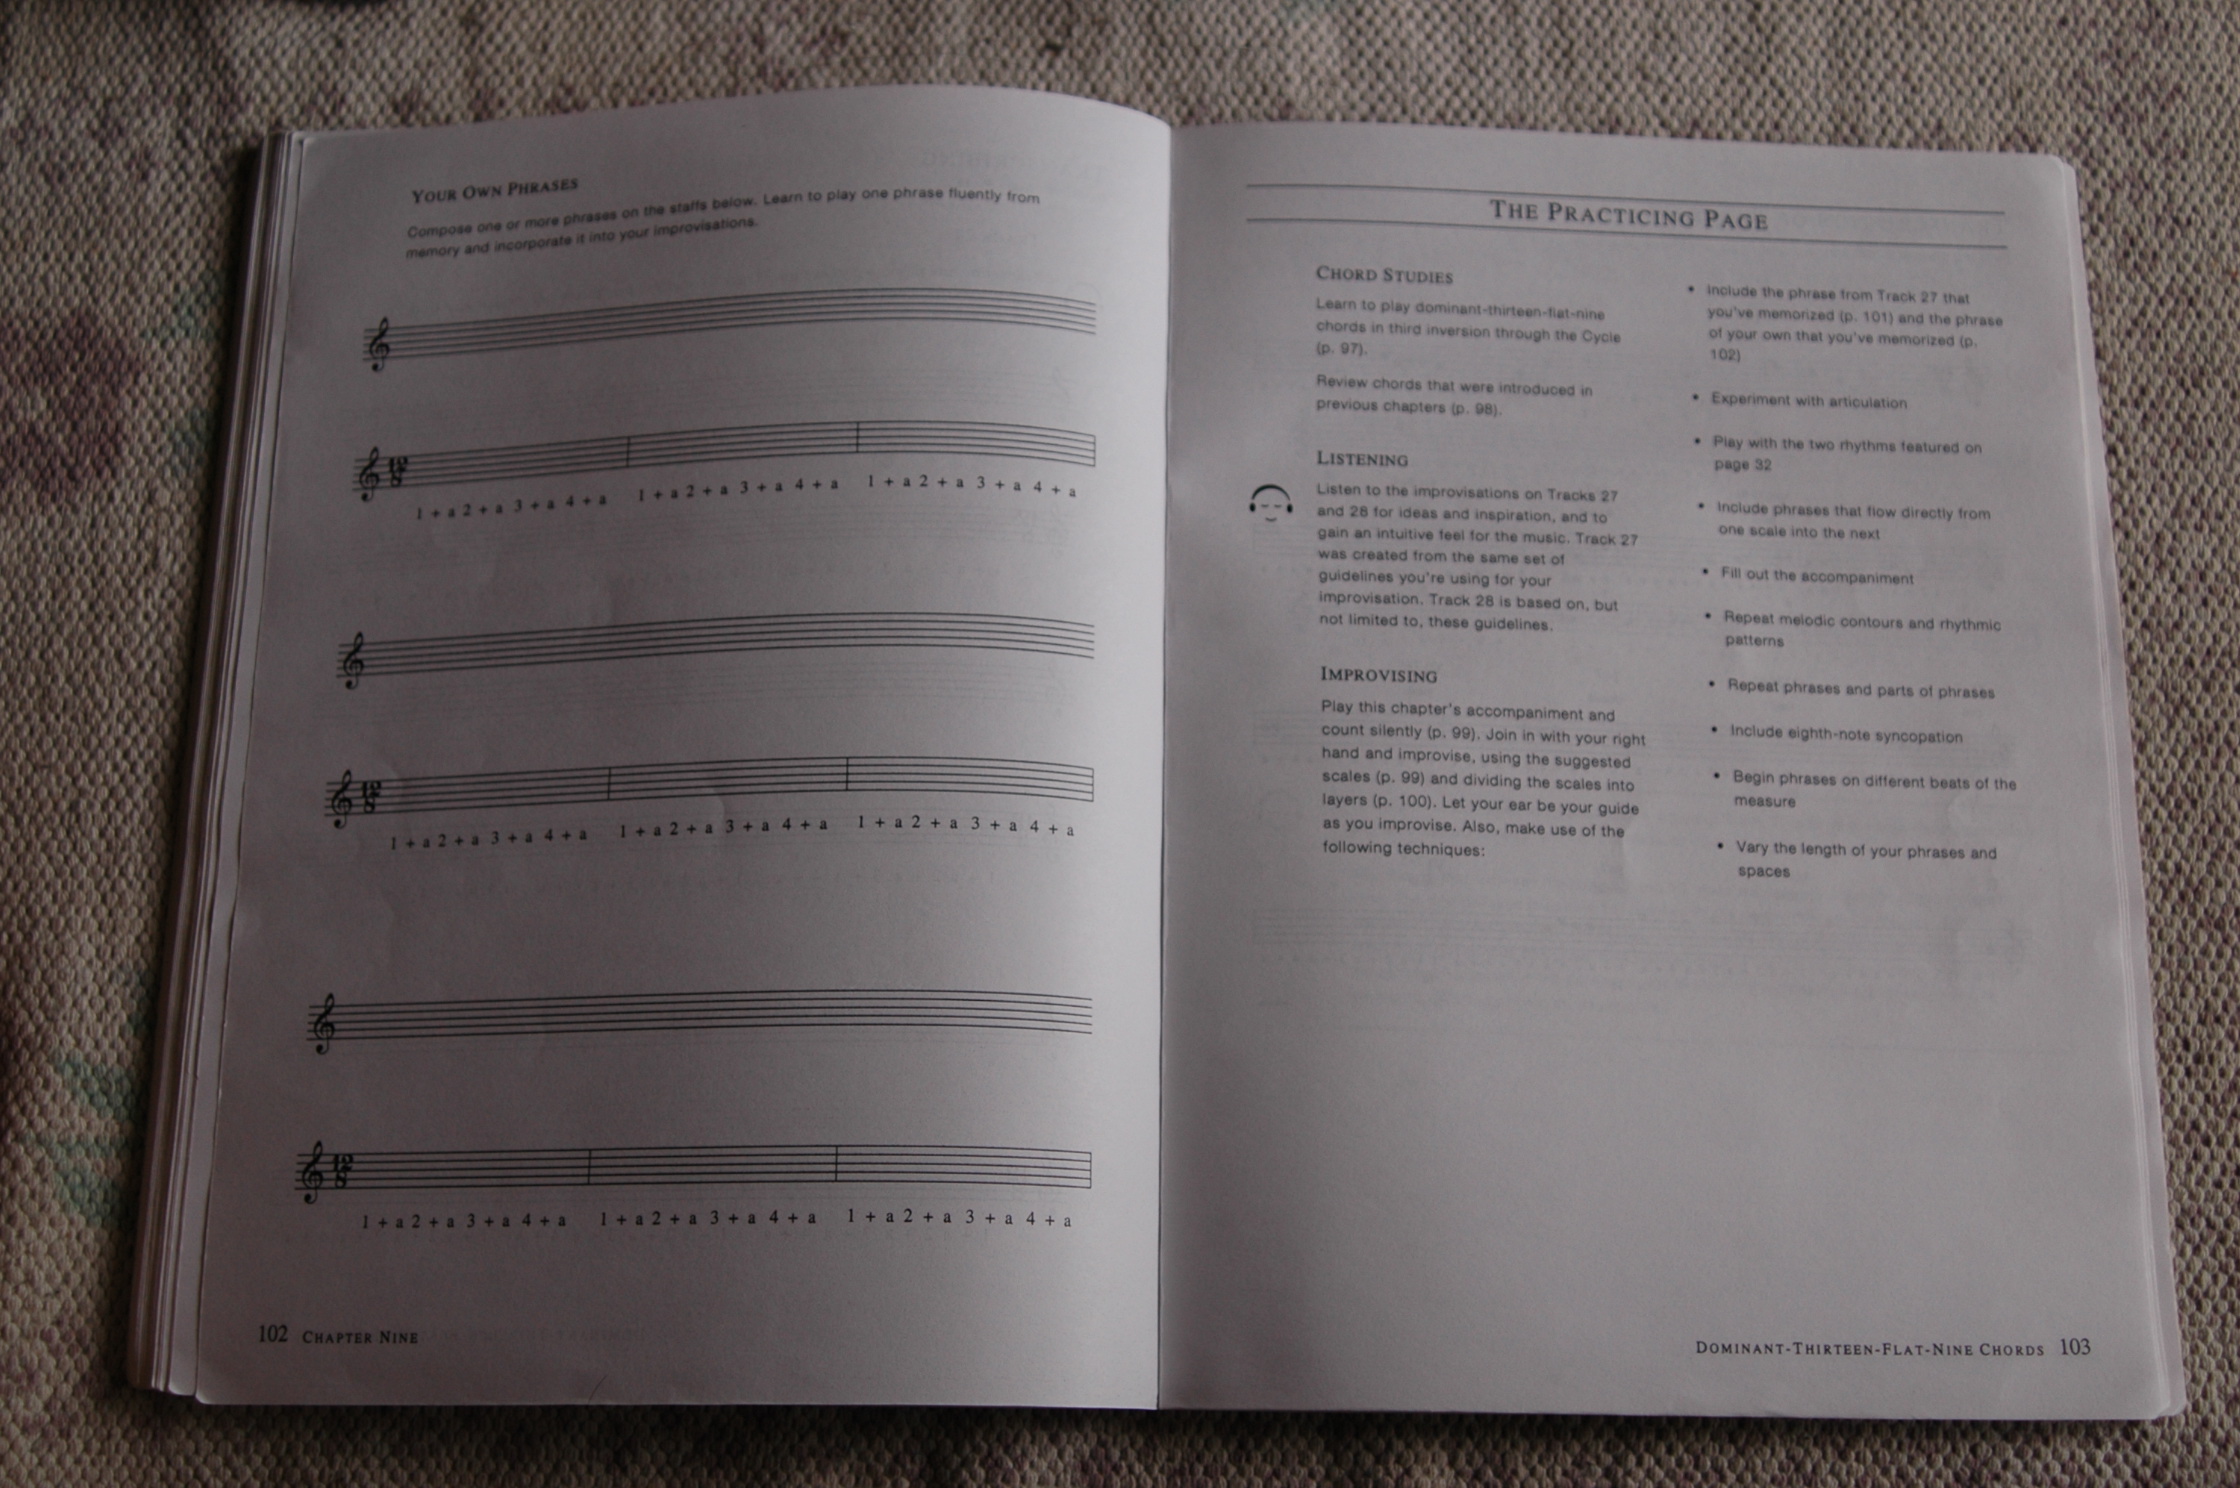 YOUR OWN PHRASES
Compose one or more phrases on the staffs below. Learn to play one phrase fluently from
memory and incorporate it into your improvisations.
12
8
1 + a 2 + a 3 + a 4 + a 1 + a 2 + a 3 + a 4 + a 1 + a 2 + a 3 + a 4 + a
12
8
1 + a 2 + a 3 + a 4 + a 1 + a 2 + a 3 + a 4 + a 1 + a 2 + a 3 + a 4 + a
12
8
1 + a 2 + a 3 + a 4 + a 1 + a 2 + a 3 + a 4 + a 1 + a 2 + a 3 + a 4 + a
102 CHAPTER NINE
THE PRACTICING PAGE
CHORD STUDIES
Learn to play dominant-thirteen-flat-nine
chords in third inversion through the Cycle
(p. 97).
Review chords that were introduced in
previous chapters (p. 98).
LISTENING
Listen to the improvisations on Tracks 27
and 28 for ideas and inspiration, and to
gain an intuitive feel for the music. Track 27
was created from the same set of
guidelines you're using for your
improvisation. Track 28 is based on, but
not limited to, these guidelines.
IMPROVISING
Play this chapter's accompaniment and
count silently (p. 99). Join in with your right
hand and improvise, using the suggested
scales (p. 99) and dividing the scales into
layers (p. 100). Let your ear be your guide
as you improvise. Also, make use of the
following techniques:
• Include the phrase from Track 27 that
you've memorized (p. 101) and the phrase
of your own that you've memorized (p.
102)
• Experiment with articulation
• Play with the two rhythms featured on
page 32
• Include phrases that flow directly from
one scale into the next
• Fill out the accompaniment
• Repeat melodic contours and rhythmic
patterns
• Repeat phrases and parts of phrases
• Include eighth-note syncopation
• Begin phrases on different beats of the
measure
• Vary the length of your phrases and
spaces
DOMINANT-THIRTEEN-FLAT-NINE CHORDS 103